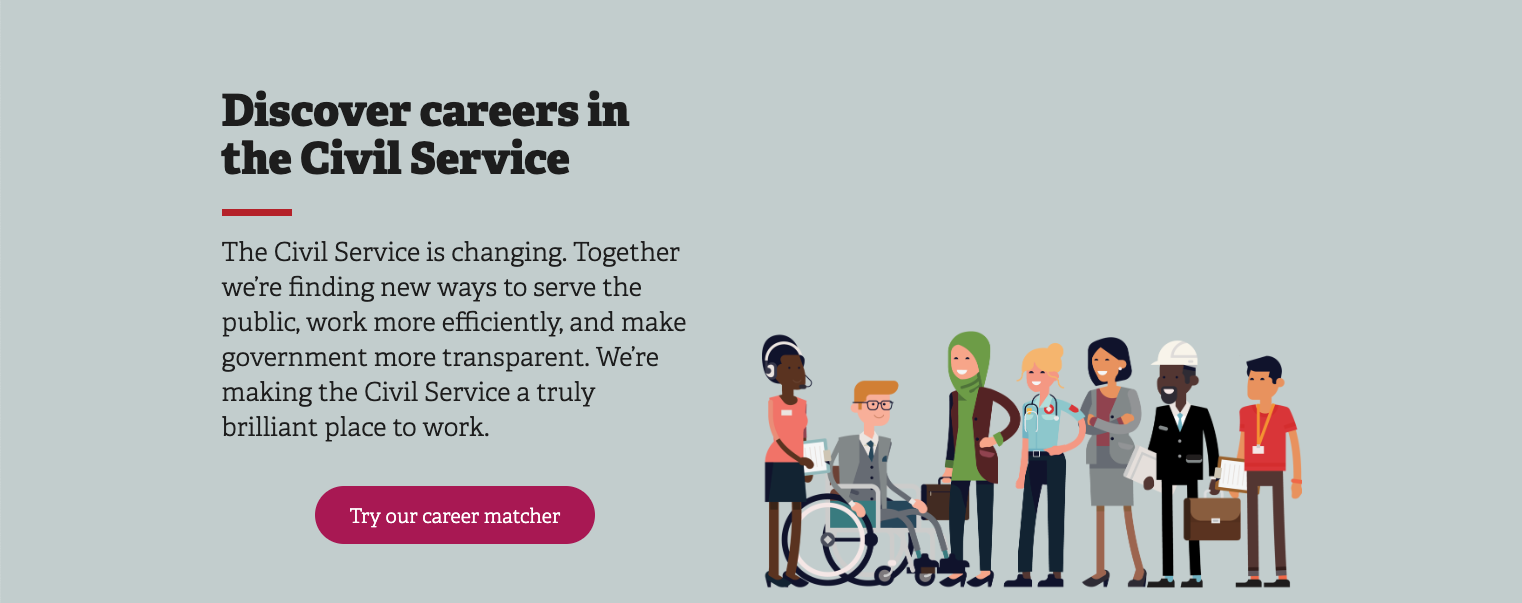 Discover careers in
the Civil Service
The Civil Service is changing. Together
we’re finding new ways to serve the
public, work more efficiently, and make
government more transparent. We’re
making the Civil Service a truly
brilliant place to work.
Try our career matcher